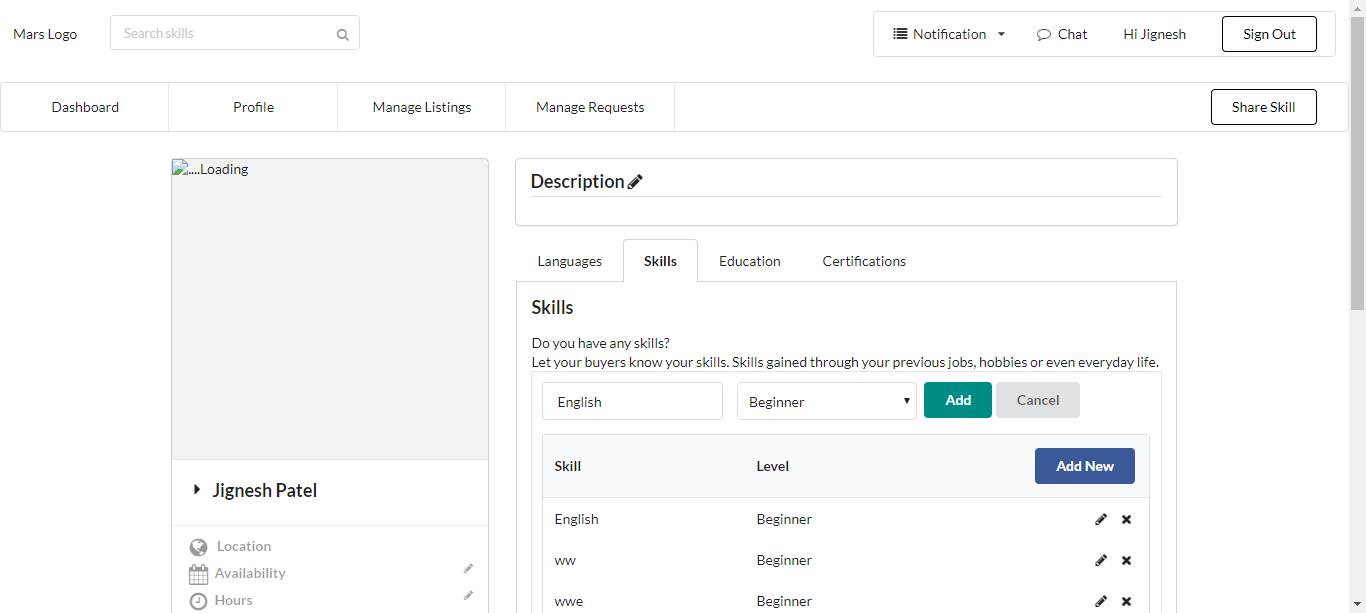 Mars Logo
Search skills
Notification
Chat
Hi Jignesh
Sign Out
Dashboard
Profile
Manage Listings
Manage Requests
Share Skill
....Loading
Jignesh Patel
Location
Availability
Hours
Description
Languages
Skills
Education
Certifications
Skills
Do you have any skills?
Let your buyers know your skills. Skills gained through your previous jobs, hobbies or even everyday life.
English
Beginner
Add
Cancel
Skill Level Add New
English Beginner
ww Beginner
wwe Beginner